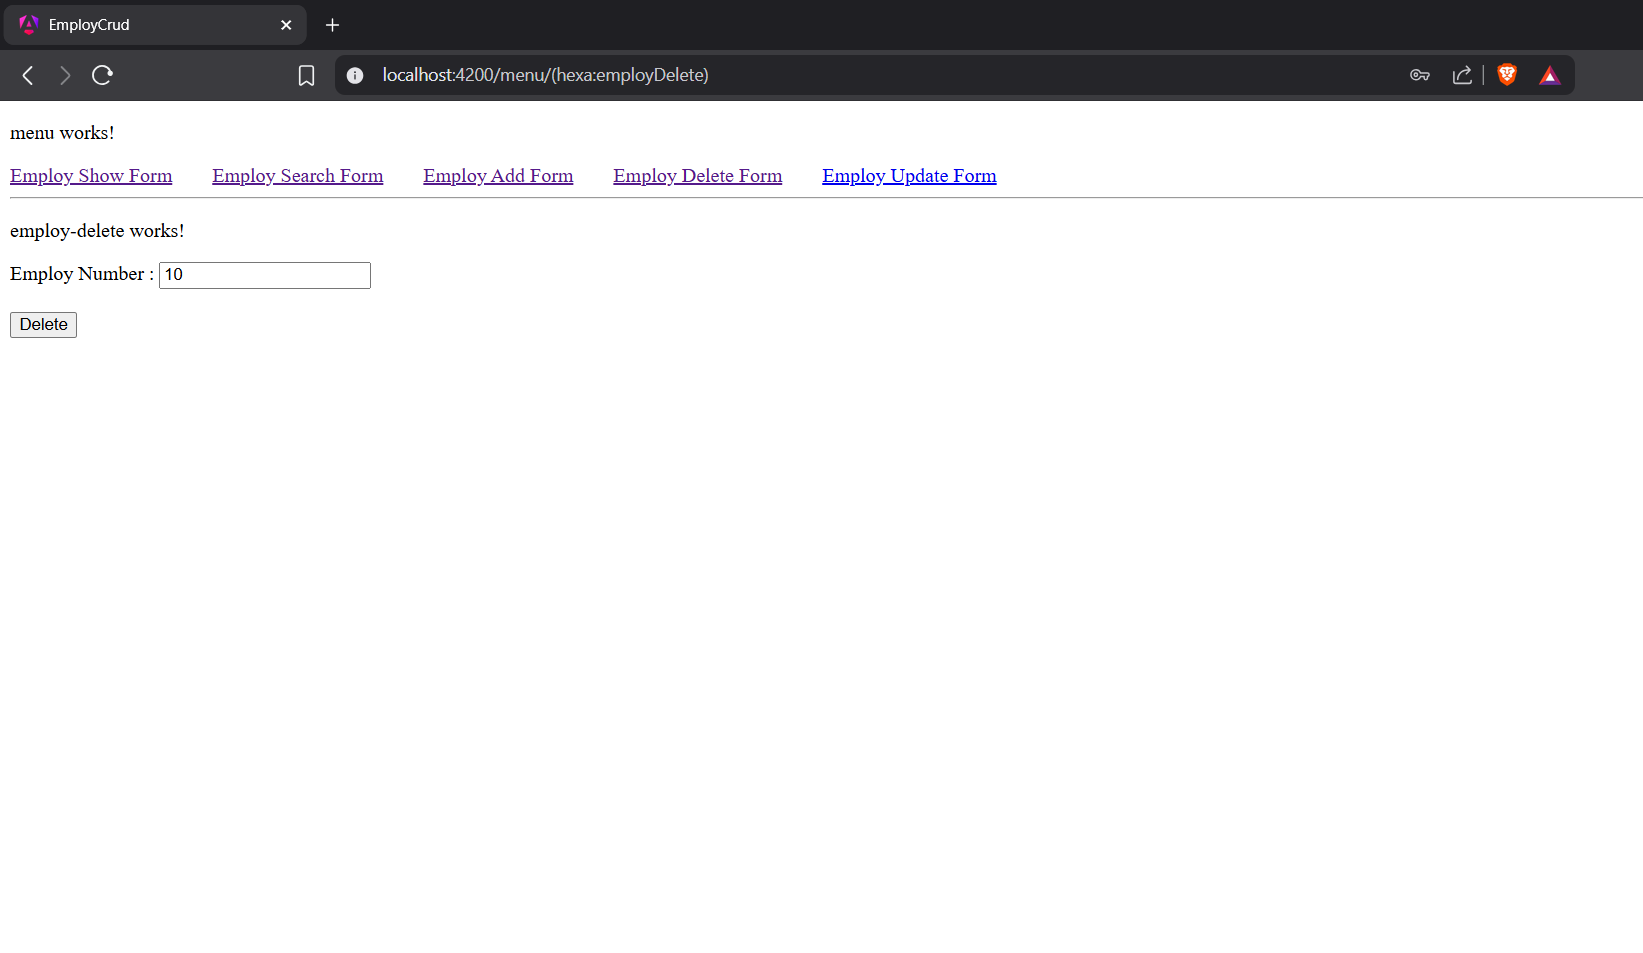 EmployCrud
localhost:4200/menu/(hexa:employDelete)
menu works!
Employ Show Form Employ Search Form Employ Add Form Employ Delete Form Employ Update Form
employ-delete works!
Employ Number : 10
Delete